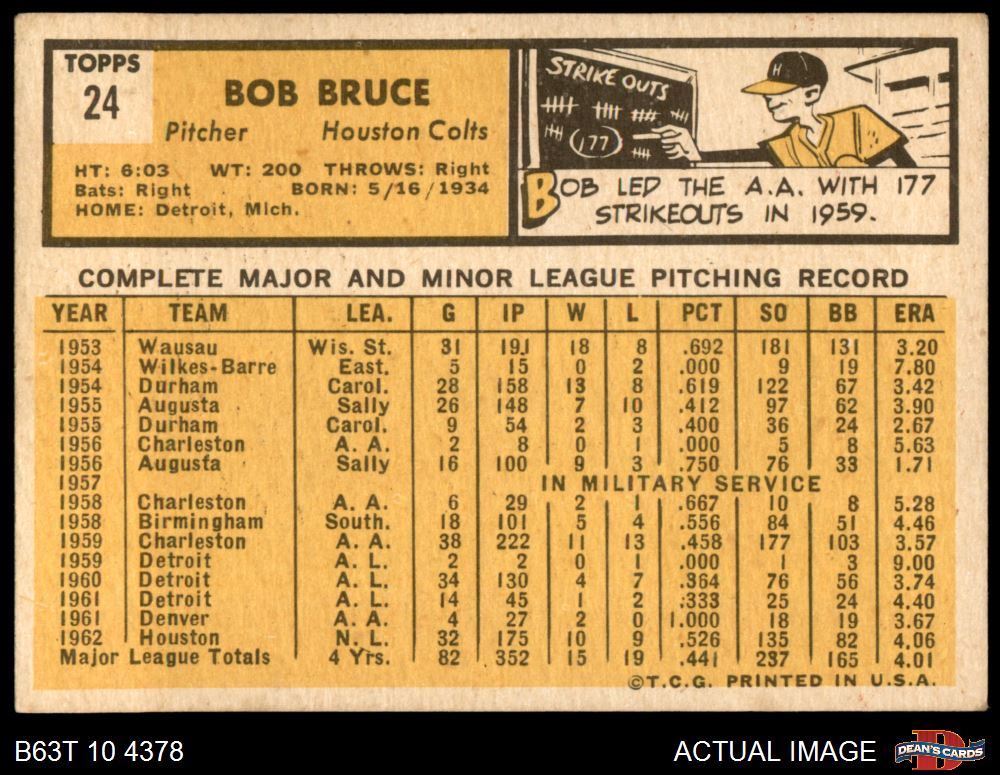 TOPPS
24
BOB BRUCE
Pitcher Houston Colts
HT: 6:03 WT: 200 THROWS: Right
Bats: Right BORN: 5/16/1934
HOME: Detroit, Mich.
STRIKE OUTS
177
H
BOB LED THE A.A. WITH 177
STRIKEOUTS IN 1959.
COMPLETE MAJOR AND MINOR LEAGUE PITCHING RECORD
YEAR TEAM LEA. G IP W L PCT SO BB ERA
1953 Wausau Wis. St. 31 191 18 8 .692 181 131 3.20
1954 Wilkes-Barre East. 5 15 0 2 .000 9 19 7.80
1954 Durham Carol. 28 158 13 8 .619 122 67 3.42
1955 Augusta Sally 26 148 7 10 .412 97 62 3.90
1955 Durham Carol. 9 54 2 3 .400 36 24 2.67
1956 Charleston A. A. 2 8 0 1 .000 5 8 5.63
1956 Augusta Sally 16 100 9 3 .750 76 33 1.71
1957 IN MILITARY SERVICE
1958 Charleston A. A. 6 29 2 1 .667 10 8 5.28
1958 Birmingham South. 18 101 5 4 .556 84 51 4.46
1959 Charleston A. A. 38 222 11 13 .458 177 103 3.57
1959 Detroit A. L. 2 2 0 1 .000 1 3 9.00
1960 Detroit A. L. 34 130 4 7 .364 76 56 3.74
1961 Detroit A. L. 14 45 1 2 .333 25 24 4.40
1961 Denver A. A. 4 27 2 0 1.000 18 19 3.67
1962 Houston N. L. 32 175 10 9 .526 135 82 4.06
Major League Totals 4 Yrs. 82 352 15 19 .441 237 165 4.01
©T.C.G. PRINTED IN U.S.A.
B63T 10 4378 ACTUAL IMAGE DEAN'S CARDS